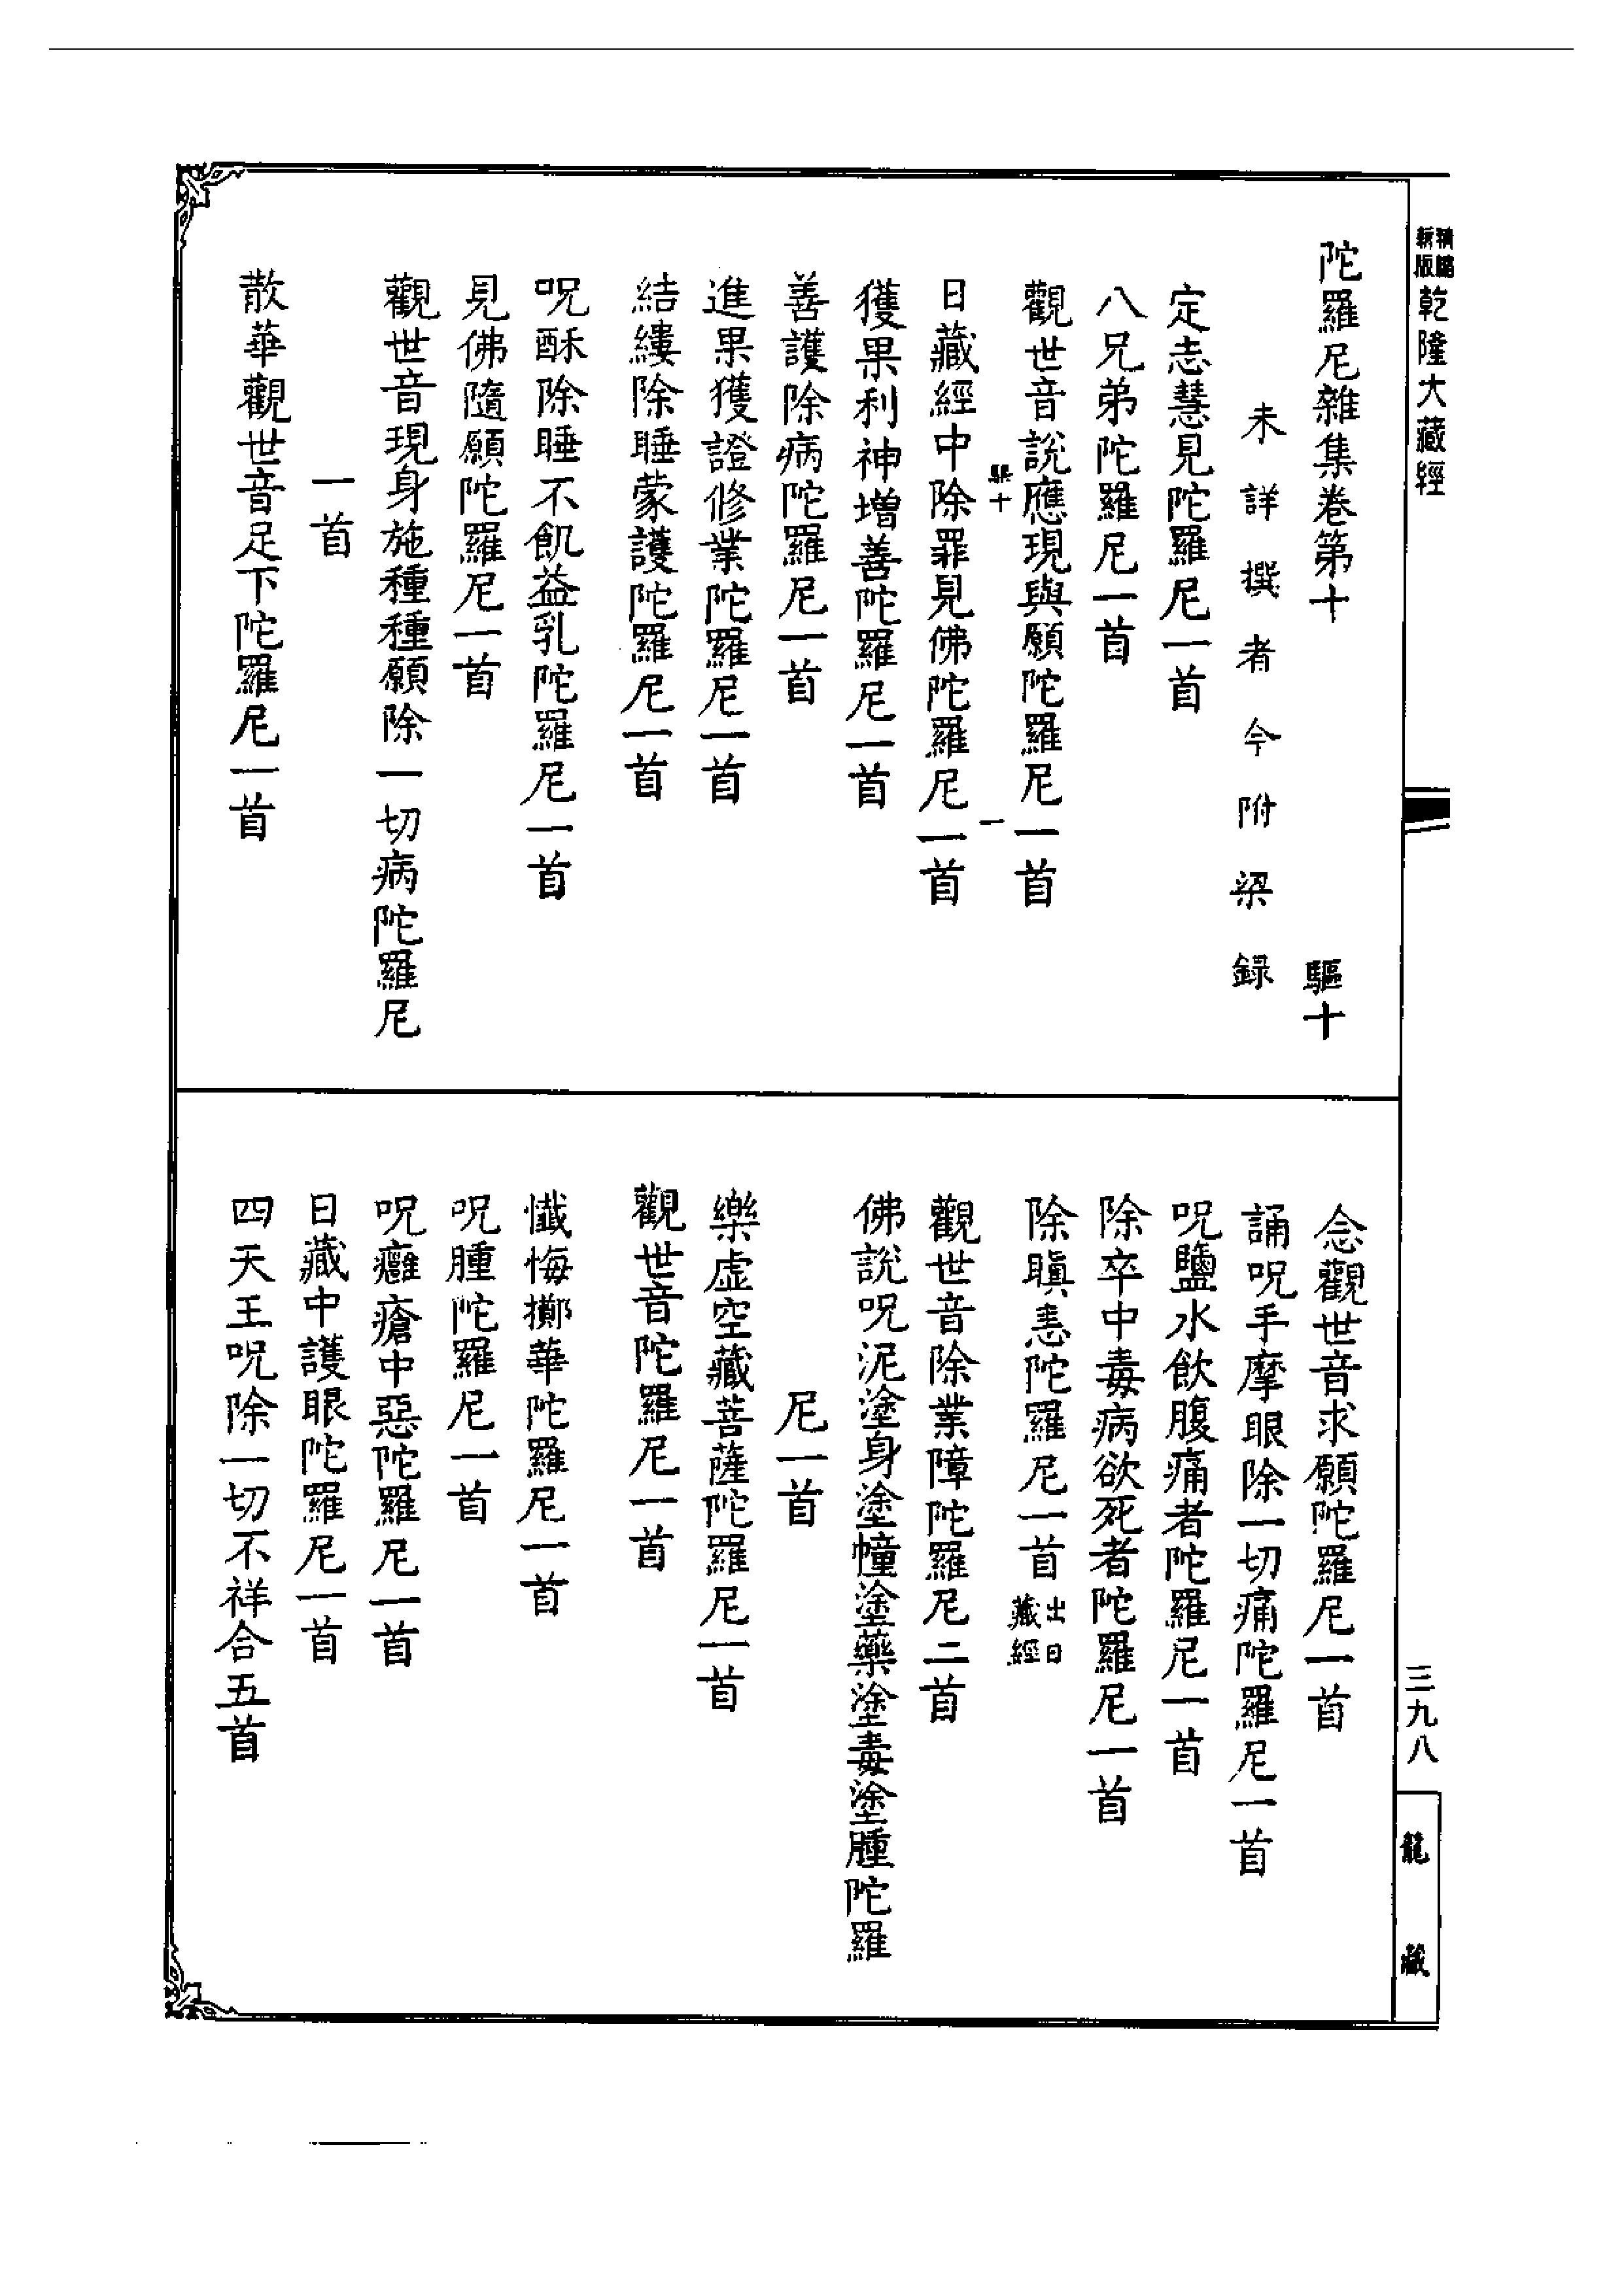 精縮
新版
乾隆大藏經
三九八
龍藏
陀羅尼雜集卷第十　驅十
未詳撰者今附梁録
定志慧見陀羅尼一首
八兄弟陀羅尼一首
觀世音說應現與願陀羅尼一首
驅十　一
日藏經中除罪見佛陀羅尼一首
獲果利神增善陀羅尼一首
善護除病陀羅尼一首
進果獲證修業陀羅尼一首
結縷除睡蒙護陀羅尼一首
呪酥除睡不飢益乳陀羅尼一首
見佛隨願陀羅尼一首
觀世音現身施種種願除一切病陀羅尼
一首
散華觀世音足下陀羅尼一首
念觀世音求願陀羅尼一首
誦呪手摩眼除一切痛陀羅尼一首
呪鹽水飲腹痛者陀羅尼一首
除卒中毒病欲死者陀羅尼一首
除瞋恚陀羅尼一首出日藏經
觀世音除業障陀羅尼二首
佛說呪泥塗身塗幢塗藥塗毒塗腫陀羅
尼一首
樂虛空藏菩薩陀羅尼一首
觀世音陀羅尼一首
懺悔擲華陀羅尼一首
呪腫陀羅尼一首
呪癰瘡中惡陀羅尼一首
日藏中護眼陀羅尼一首
四天王呪除一切不祥合五首